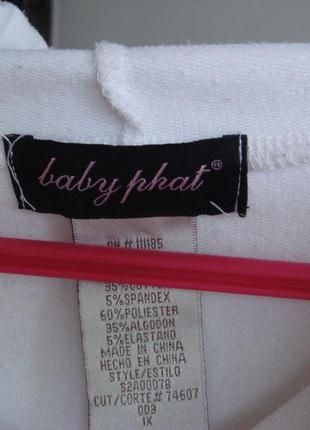 baby phat®
RN # 111185
5% SPANDEX
60% POLIESTER
35% ALGODON
5% ELASTANO
MADE IN CHINA
HECHO EN CHINA
STYLE/ESTILO
S2A00078
CUT/CORTE # 74607
003
1X